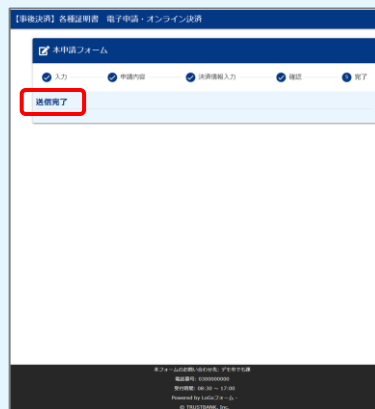 【事後決済】各種証明書 電子申請・オンライン決済
本申請フォーム
入力 申請内容 決済情報入力 確認 完了
送信完了
本フォームのお問い合わせ先: デモ市でも課
電話番号: 0300000000
受付時間: 08:30 ～ 17:00
Powered by LoGoフォーム -
© TRUSTBANK, Inc.